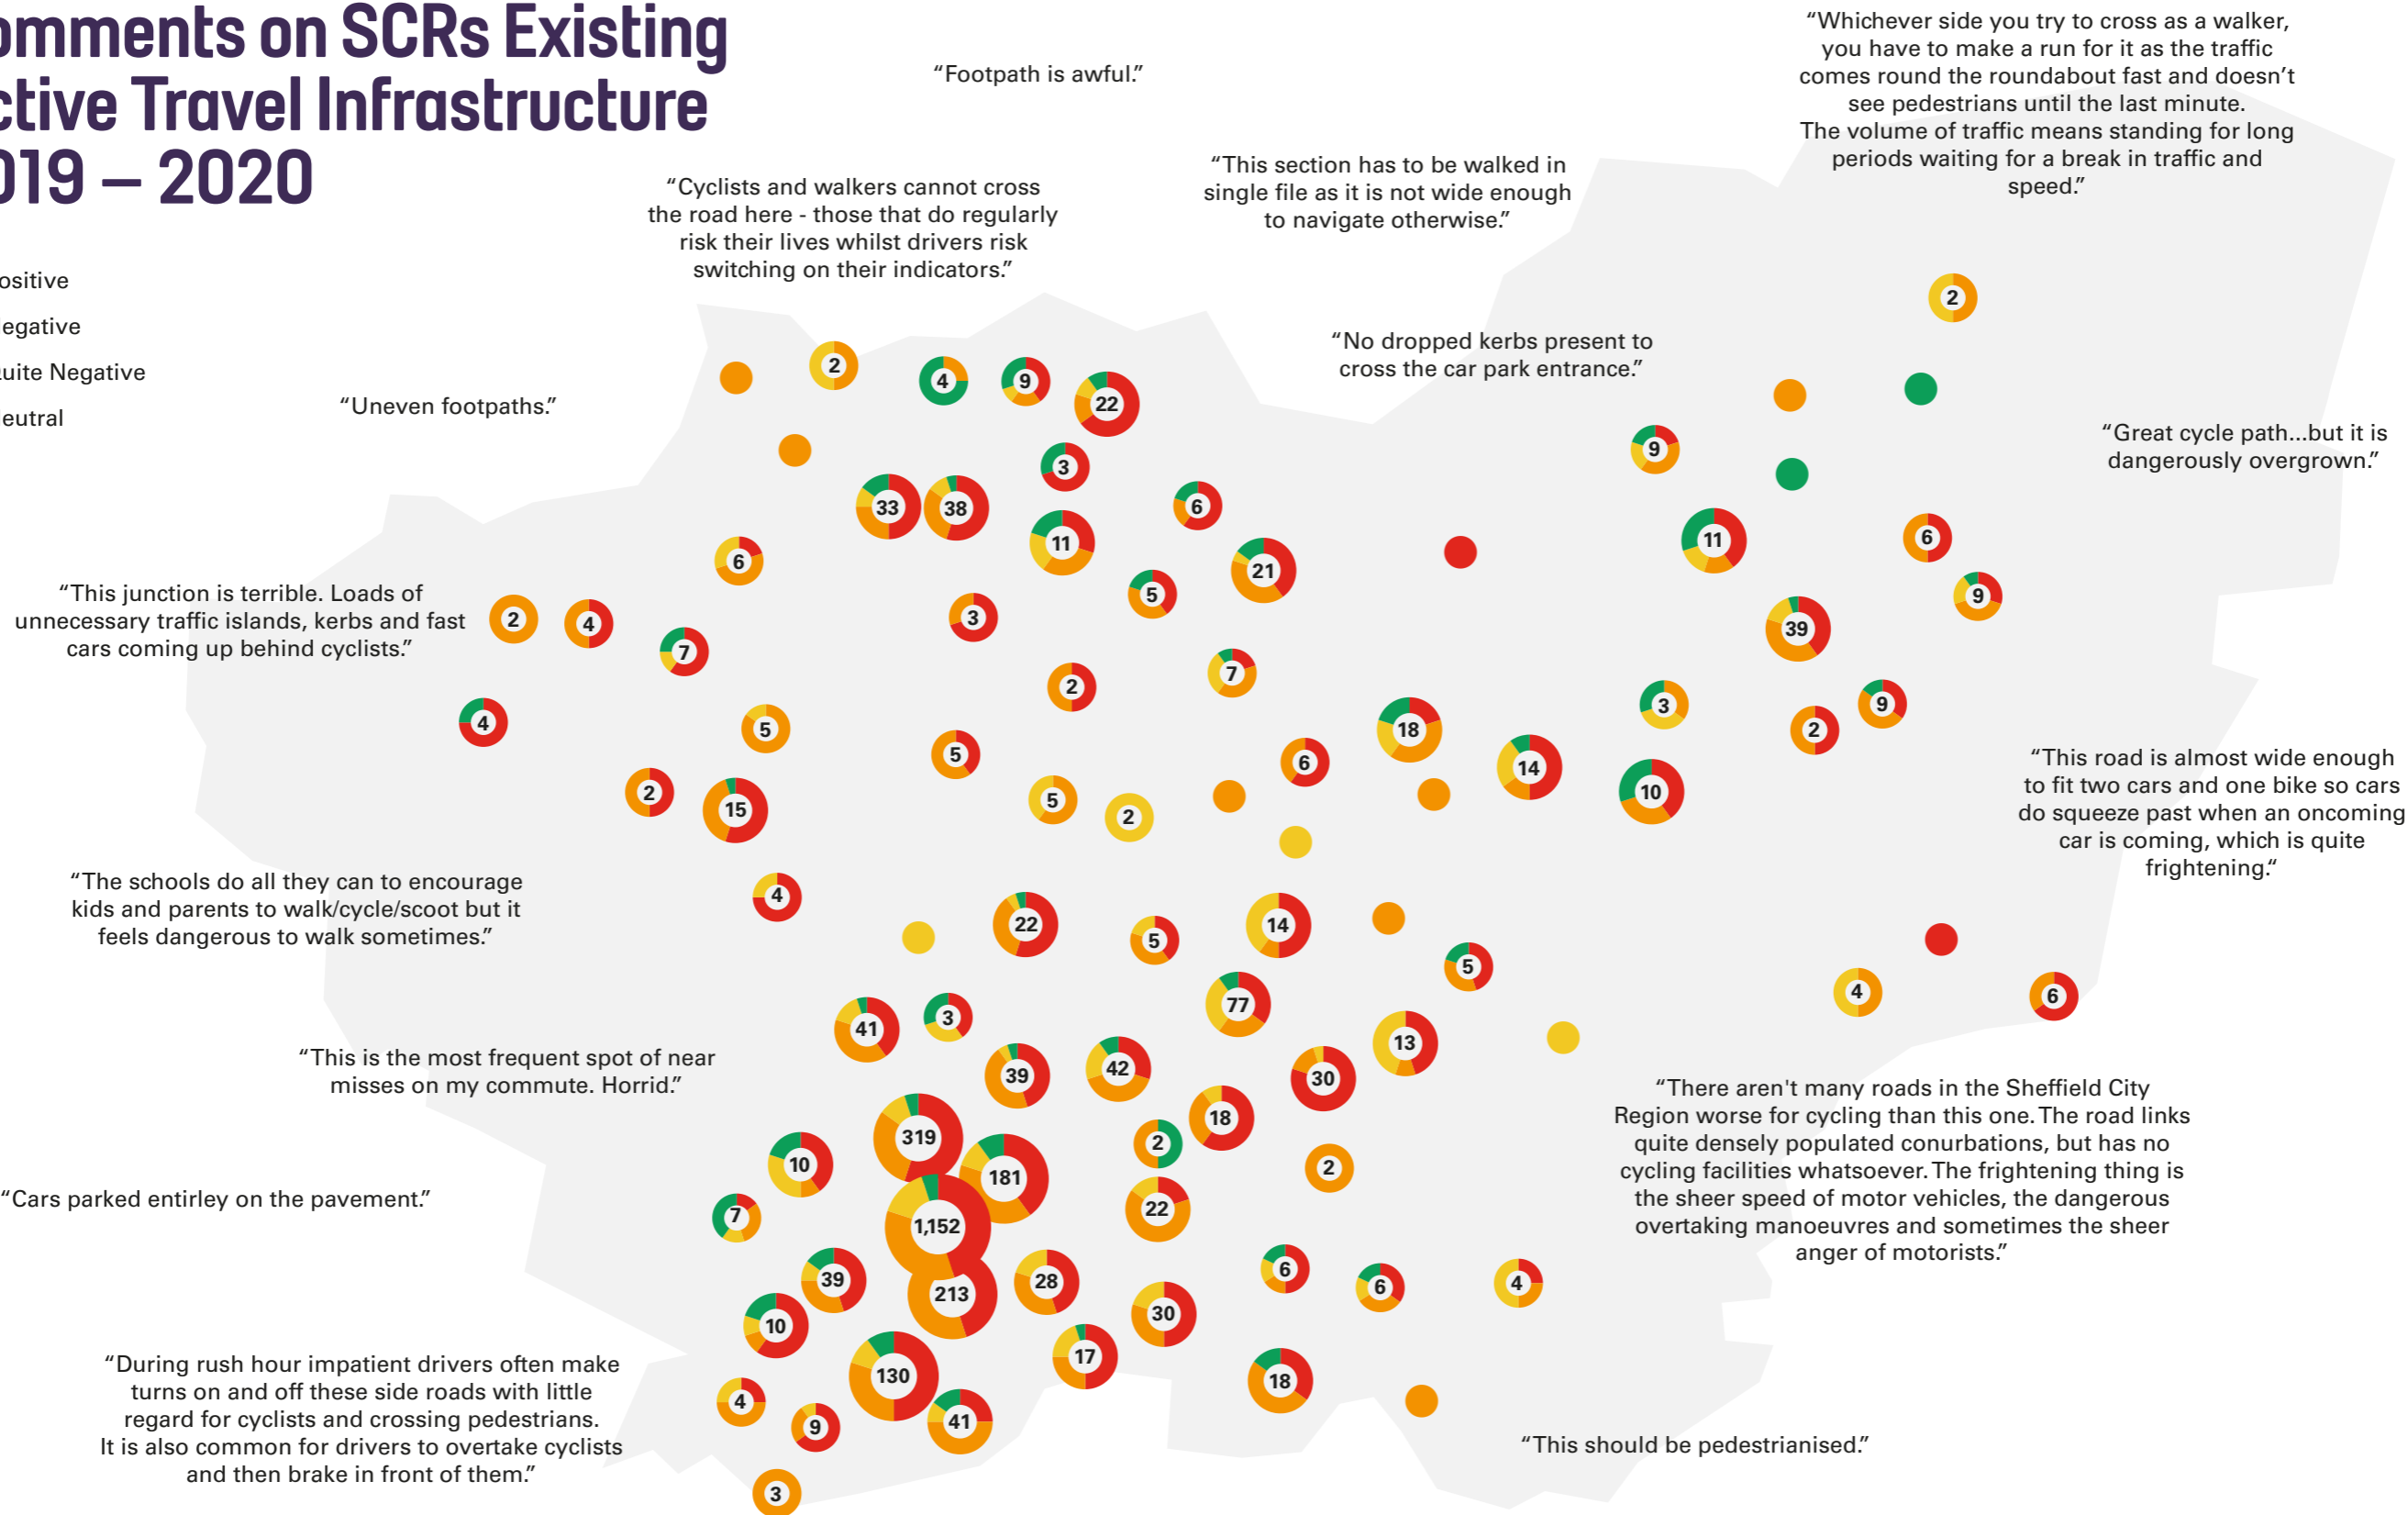 omments on SCRs Existing
ctive Travel Infrastructure
019 – 2020
ositive
egative
uite Negative
eutral
“Footpath is awful.”
“Whichever side you try to cross as a walker,
you have to make a run for it as the traffic
comes round the roundabout fast and doesn’t
see pedestrians until the last minute.
The volume of traffic means standing for long
periods waiting for a break in traffic and
speed.”
“Cyclists and walkers cannot cross
the road here - those that do regularly
risk their lives whilst drivers risk
switching on their indicators.”
“This section has to be walked in
single file as it is not wide enough
to navigate otherwise.”
“No dropped kerbs present to
cross the car park entrance.”
“Uneven footpaths.”
“Great cycle path...but it is
dangerously overgrown.”
“This junction is terrible. Loads of
unnecessary traffic islands, kerbs and fast
cars coming up behind cyclists.”
“This road is almost wide enough
to fit two cars and one bike so cars
do squeeze past when an oncoming
car is coming, which is quite
frightening.“
“The schools do all they can to encourage
kids and parents to walk/cycle/scoot but it
feels dangerous to walk sometimes.”
“This is the most frequent spot of near
misses on my commute. Horrid.”
“There aren't many roads in the Sheffield City
Region worse for cycling than this one. The road links
quite densely populated conurbations, but has no
cycling facilities whatsoever. The frightening thing is
the sheer speed of motor vehicles, the dangerous
overtaking manoeuvres and sometimes the sheer
anger of motorists.”
“Cars parked entirley on the pavement.”
“During rush hour impatient drivers often make
turns on and off these side roads with little
regard for cyclists and crossing pedestrians.
It is also common for drivers to overtake cyclists
and then brake in front of them.”
“This should be pedestrianised.”
2
2
4
9
22
9
3
33
38
6
11
6
11
6
21
5
9
2
4
3
39
7
7
2
3
9
4
5
18
2
5
6
14
2
15
5
2
10
4
22
5
14
5
4
6
77
41
3
13
39
42
30
18
319
2
10
181
2
7
22
1,152
6
39
28
6
4
213
30
10
17
130
18
4
9
41
3